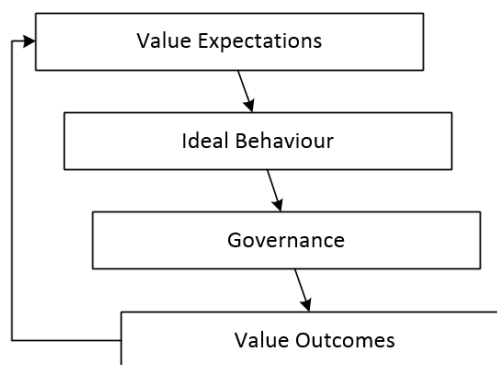 Value Expectations
Ideal Behaviour
Governance
Value Outcomes